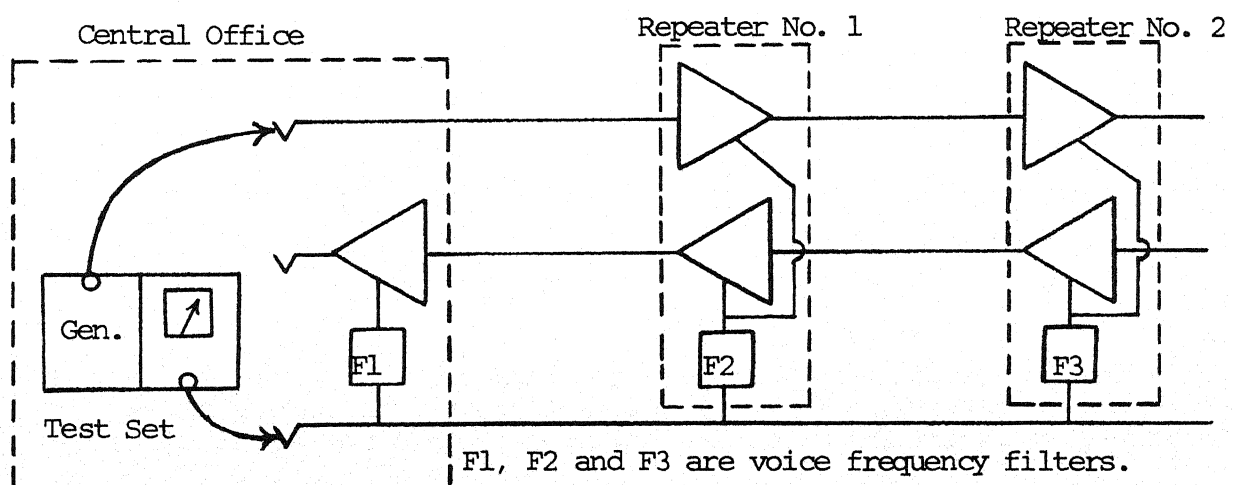 Central Office
Repeater No. 1
Repeater No. 2
Gen.
F1
F2
F3
Test Set
F1, F2 and F3 are voice frequency filters.